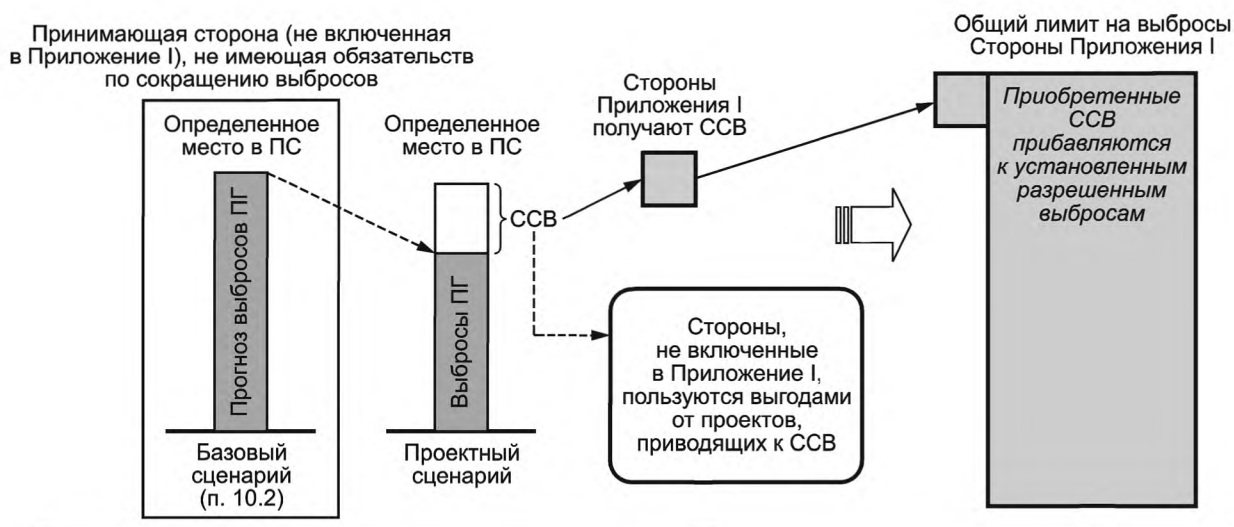 Принимающая сторона (не включенная
в Приложение I), не имеющая обязательств
по сокращению выбросов
Определенное
место в ПС
Прогноз выбросов ПГ
Базовый
сценарий
(п. 10.2)
Определенное
место в ПС
Выбросы ПГ
Проектный
сценарий
ССВ
Стороны
Приложения I
получают ССВ
Стороны,
не включенные
в Приложение I,
пользуются выгодами
от проектов,
приводящих к ССВ
Общий лимит на выбросы
Стороны Приложения I
Приобретенные
ССВ
прибавляются
к установленным
разрешенным
выбросам